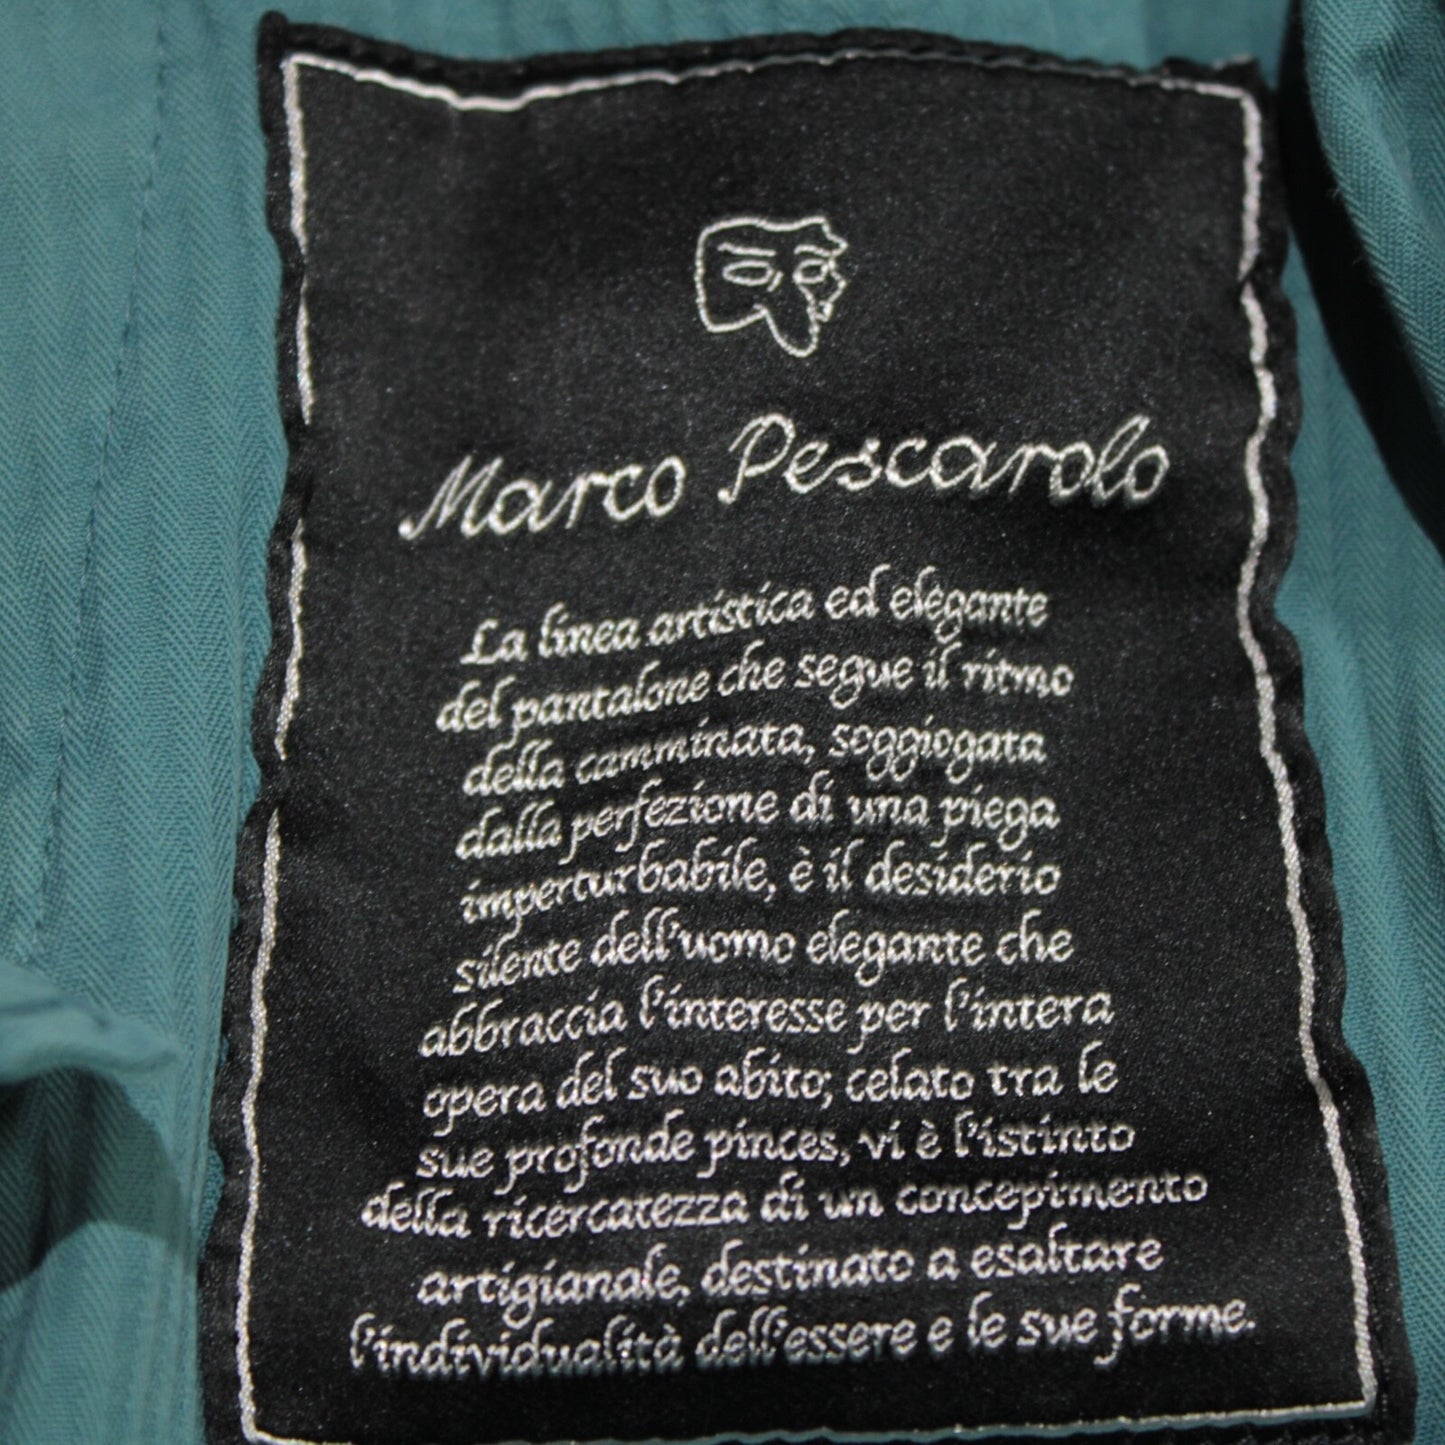 Marco Pescarolo
La linea artistica ed elegante
del pantalone che segue il ritmo
della camminata, soggiogata
dalla perfezione di una piega
imperturbabile, è il desiderio
silente dell'uomo elegante che
abbraccia l'interesse per l'intera
opera del suo abito; celato tra le
sue profonde pinces, vi è l'istinto
della ricercatezza di un concepimento
artigianale, destinato a esaltare
l'individualità dell'essere e le sue forme.